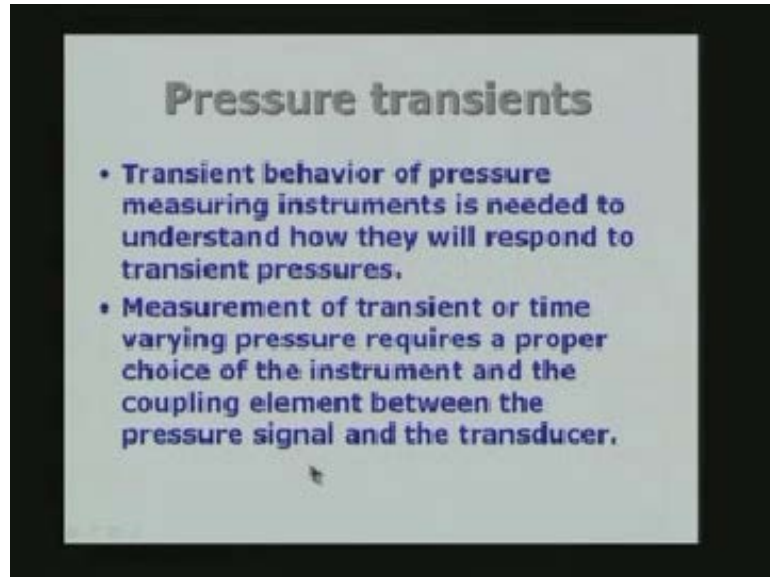 Pressure transients
• Transient behavior of pressure
measuring instruments is needed to
understand how they will respond to
transient pressures.
• Measurement of transient or time
varying pressure requires a proper
choice of the instrument and the
coupling element between the
pressure signal and the transducer.